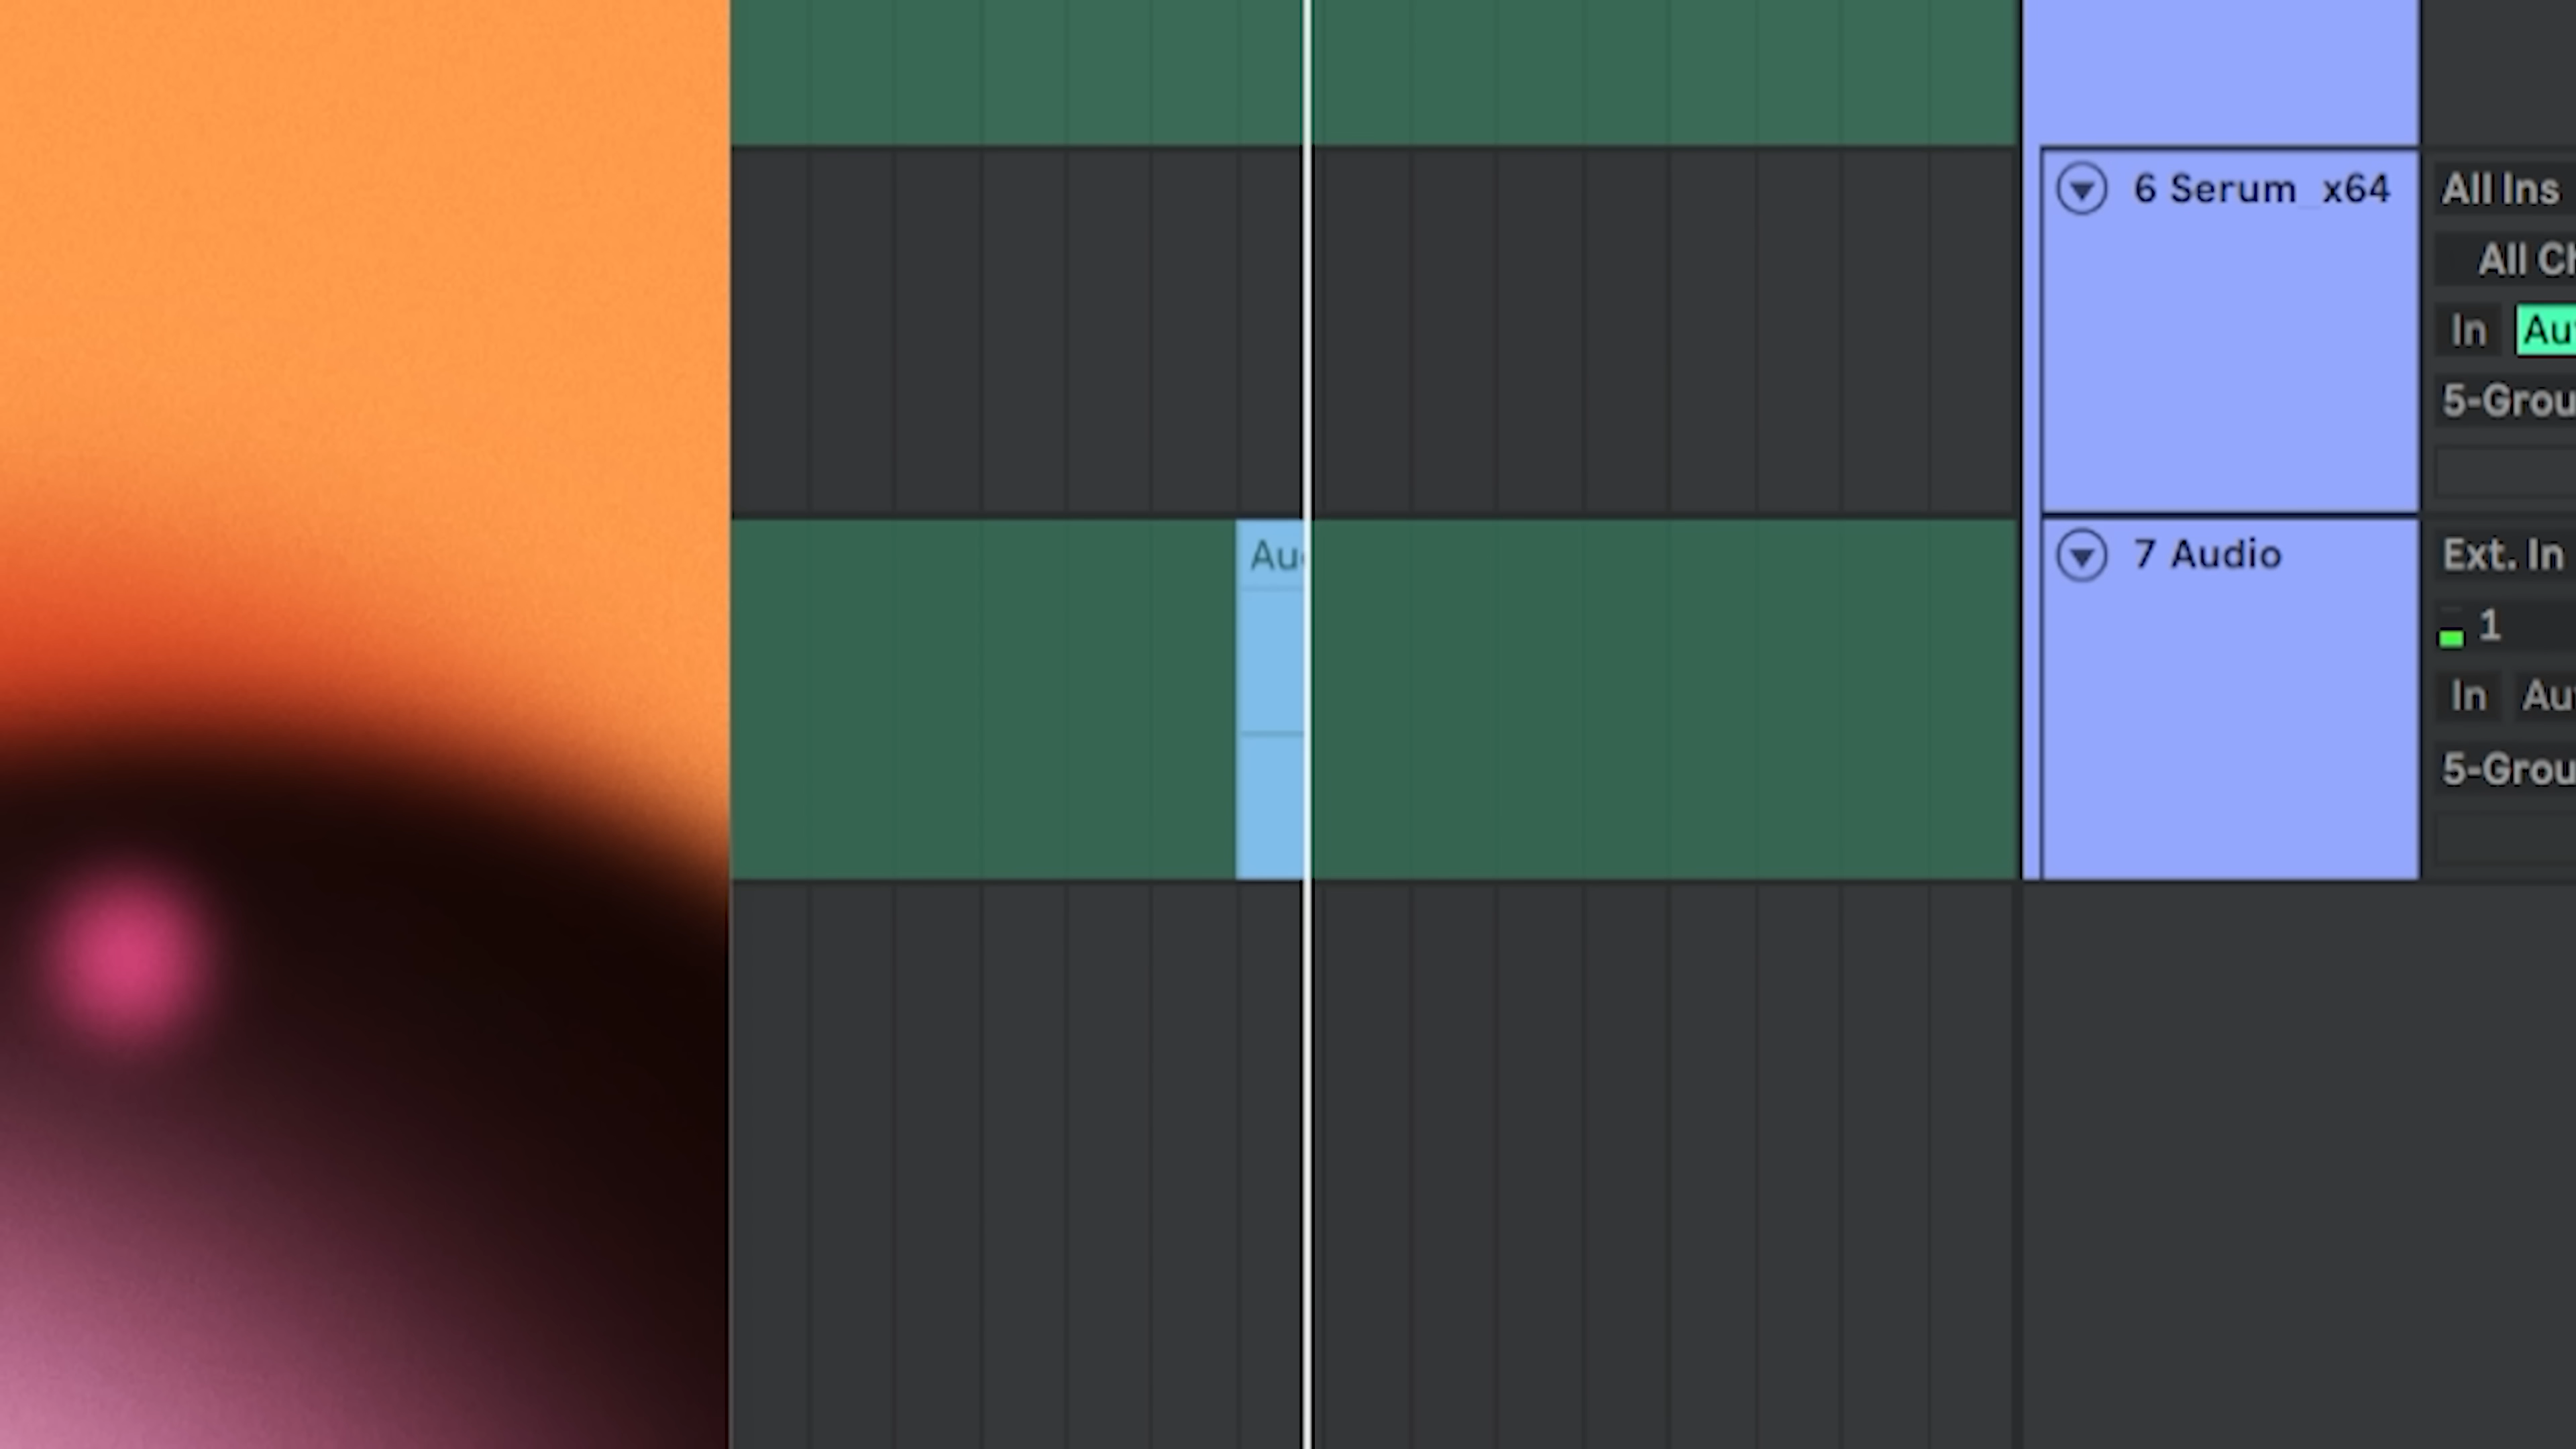 6 Serum_x64
All Ins
All Ch
In Au
5-Grou
Au
7 Audio
Ext. In
1
In Au
5-Grou